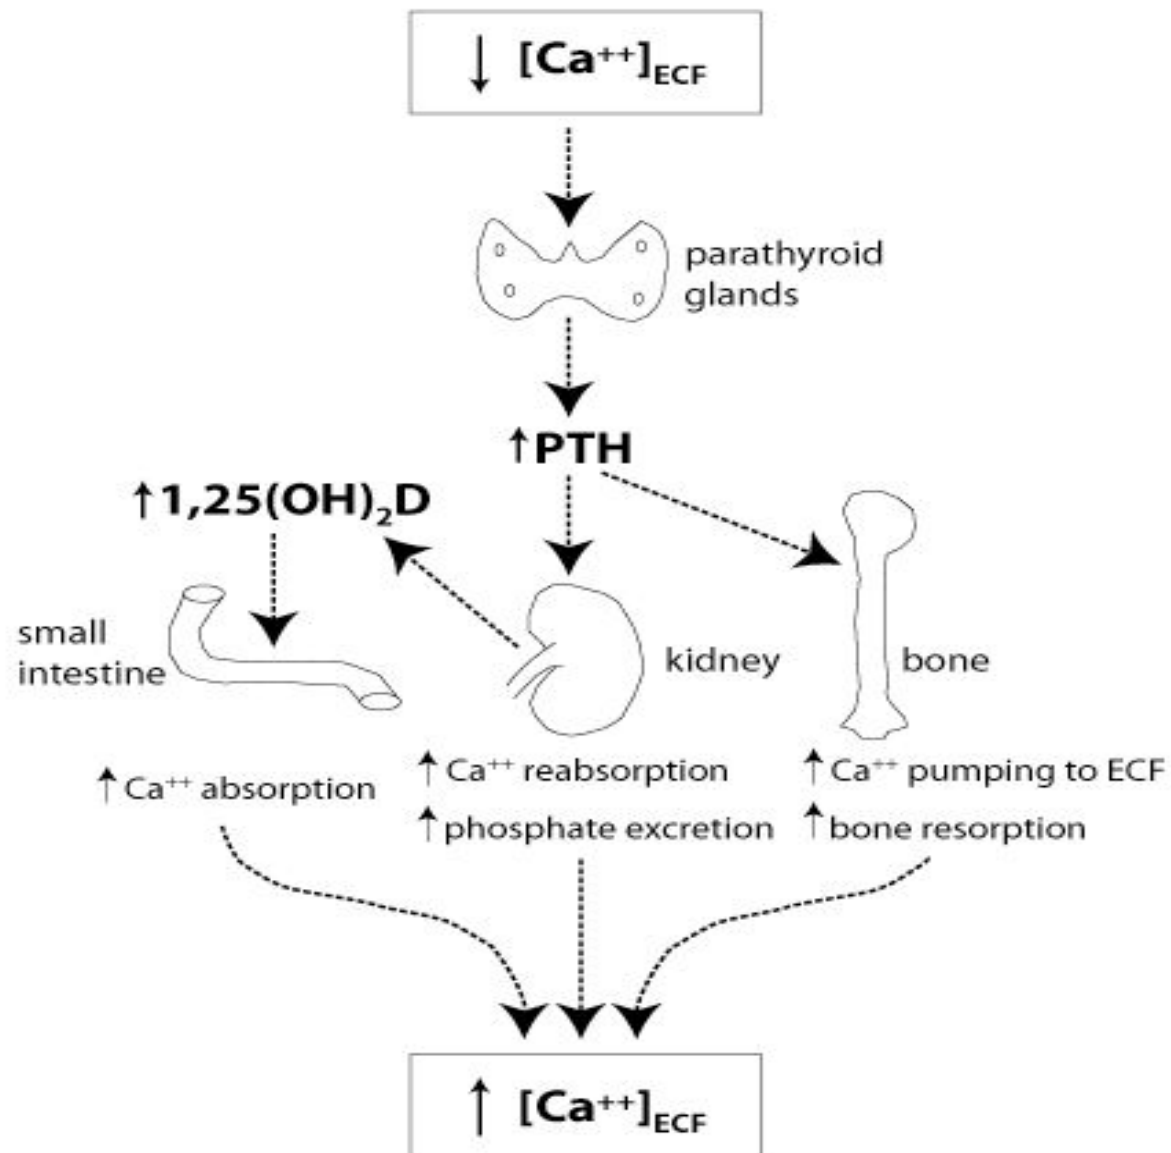 ↓ [Ca⁺⁺]ECF
parathyroid
glands
↑PTH
↑1,25(OH)₂D
small
intestine
kidney
bone
↑ Ca⁺⁺ absorption
↑ Ca⁺⁺ reabsorption
↑ phosphate excretion
↑ Ca⁺⁺ pumping to ECF
↑ bone resorption
↑ [Ca⁺⁺]ECF